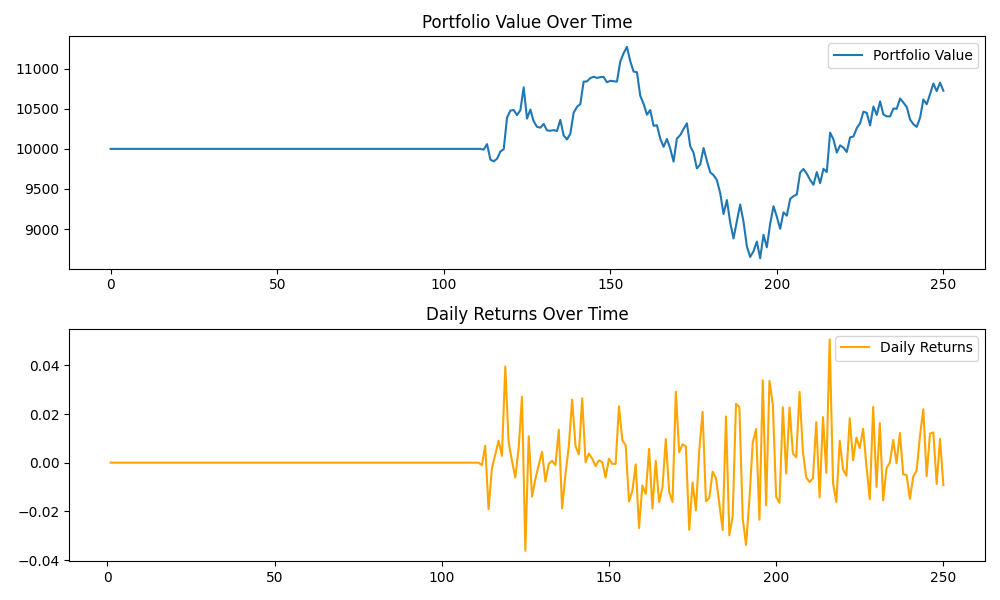 Portfolio Value Over Time
Portfolio Value
11000
10500
10000
9500
9000
0 50 100 150 200 250
Daily Returns Over Time
Daily Returns
0.04
0.02
0.00
−0.02
−0.04
0 50 100 150 200 250